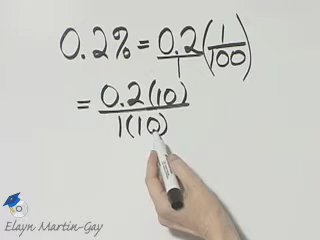 0.2% = 0.2/1 (1/100)
= 0.2(10)/1(10)
Elayn Martin-Gay